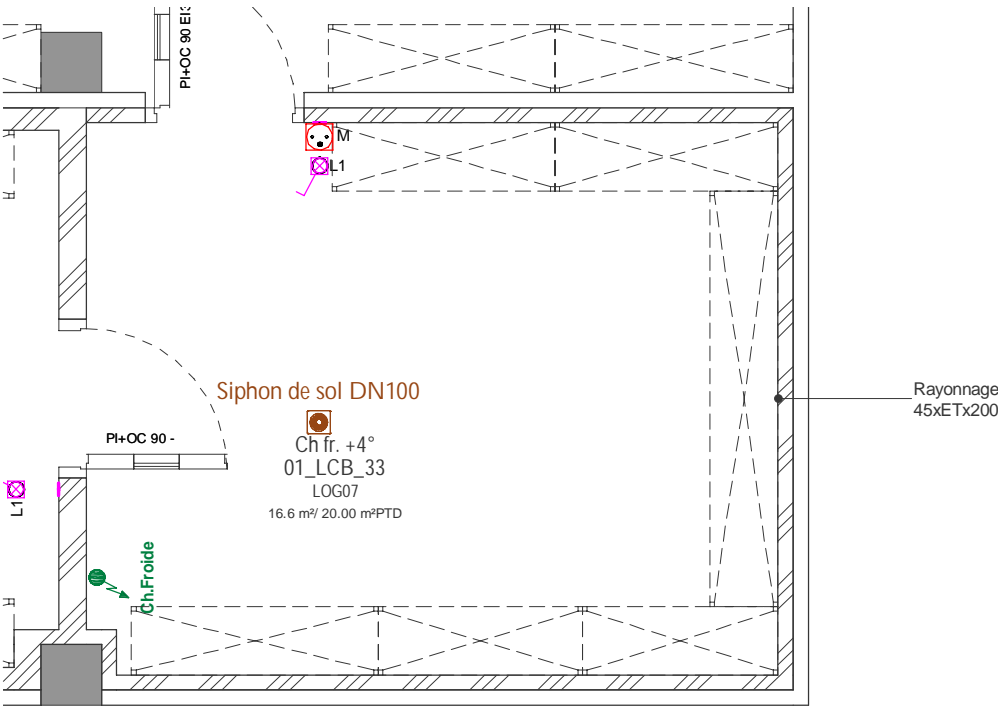 PI+OC 90 EI3
M
L1
Siphon de sol DN100
Rayonnage
45xETx200
PI+OC 90 -
Ch fr. +4°
01_LCB_33
LOG07
16.6 m²/ 20.00 m²PTD
L1
Ch.Froide